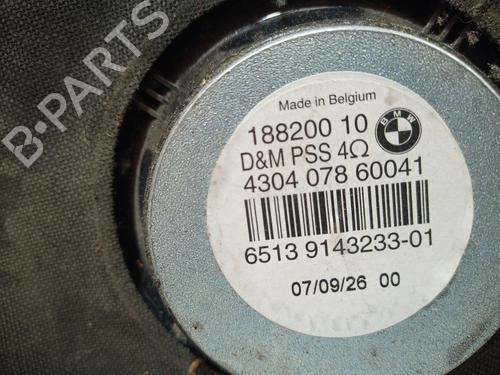 B-PARTS
Made in Belgium
188200 10
BMW
D&M PSS 4Ω
4304 078 60041
6513 9143233-01
07/09/26 00